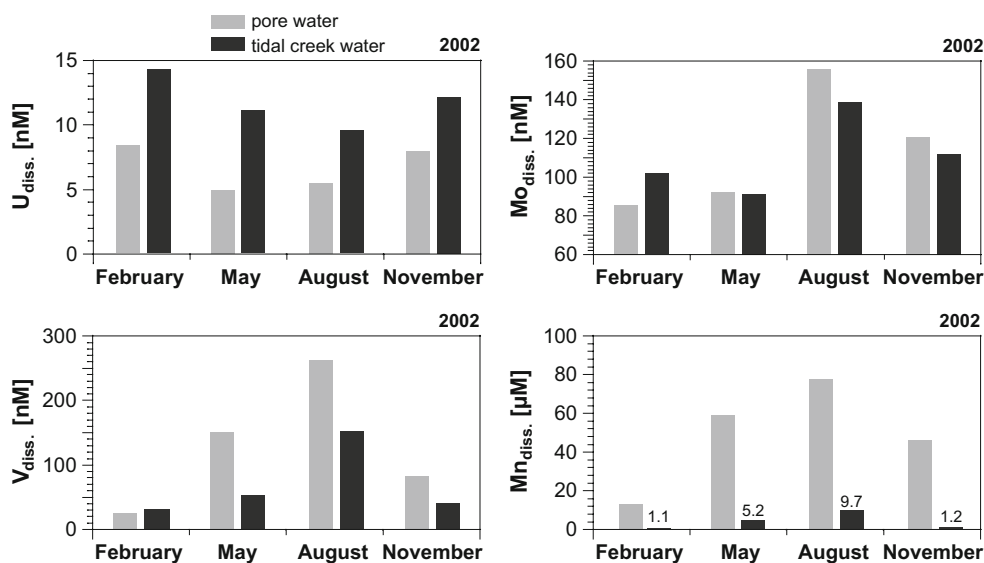 pore water
tidal creek water
2002
U diss. [nM]
15
10
5
0
February May August November
2002
Mo diss. [nM]
160
140
120
100
80
60
February May August November
2002
V diss. [nM]
300
200
100
0
February May August November
2002
Mn diss. [µM]
100
80
60
40
20
0
1.1 5.2 9.7 1.2
February May August November